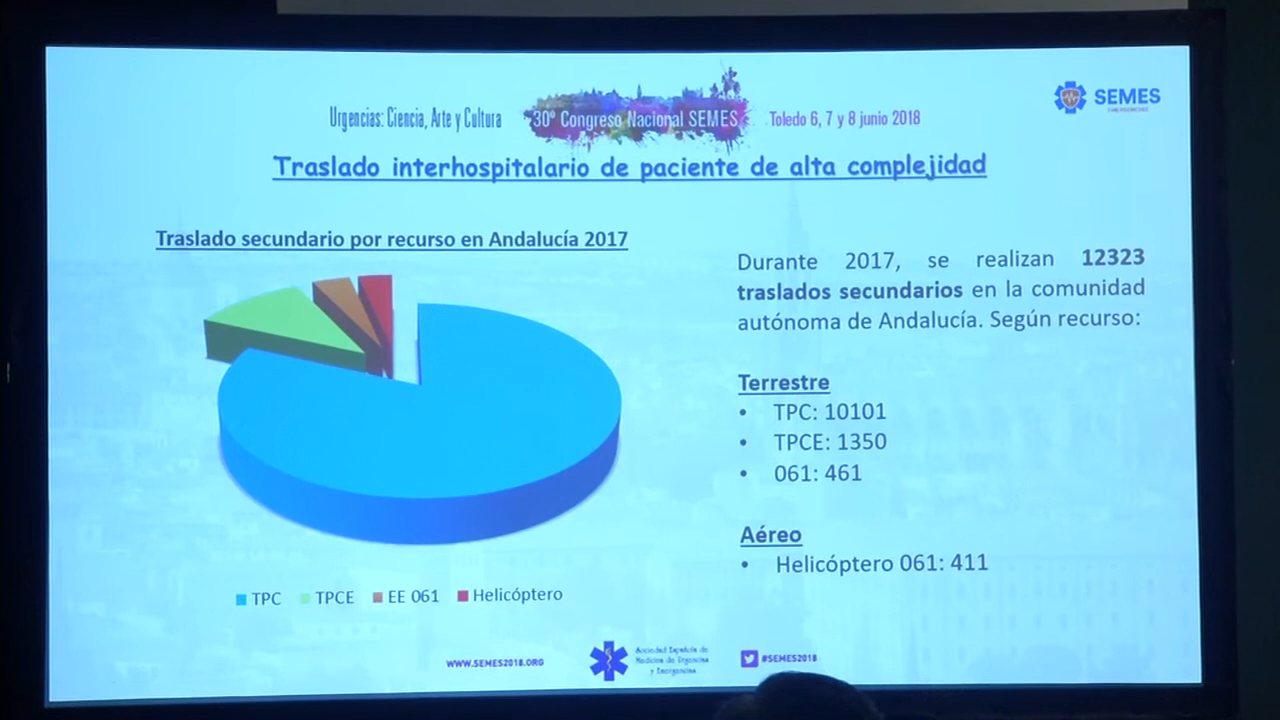 Urgencias: Ciencia, Arte y Cultura
30º Congreso Nacional SEMES
Toledo 6, 7 y 8 junio 2018
SEMES
Traslado interhospitalario de paciente de alta complejidad
Traslado secundario por recurso en Andalucía 2017
Durante 2017, se realizan 12323
traslados secundarios en la comunidad
autónoma de Andalucía. Según recurso:
Terrestre
• TPC: 10101
• TPCE: 1350
• 061: 461
Aéreo
• Helicóptero 061: 411
TPC TPCE EE 061 Helicóptero
WWW.SEMES2018.ORG
Sociedad Española de
Medicina de Urgencias
y Emergencias
#SEMES2018